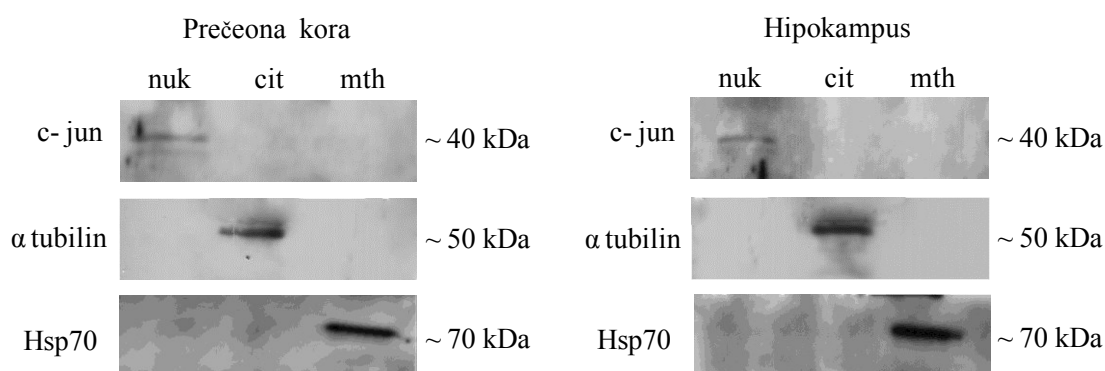 Prečeona kora
nuk cit mth
c- jun ~ 40 kDa
α tubilin ~ 50 kDa
Hsp70 ~ 70 kDa
Hipokampus
nuk cit mth
c- jun ~ 40 kDa
α tubilin ~ 50 kDa
Hsp70 ~ 70 kDa